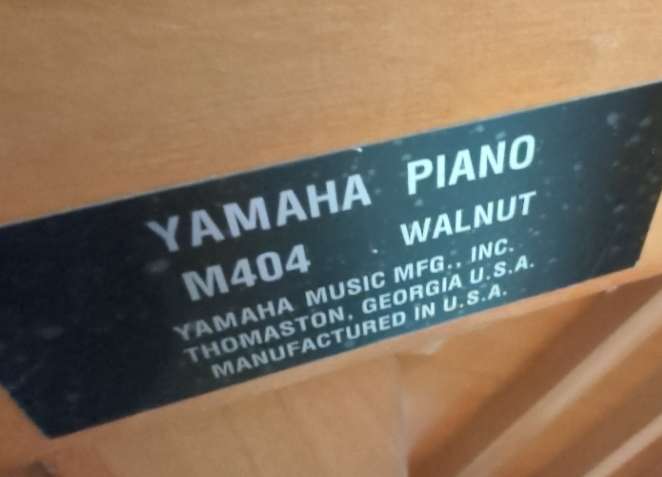 YAMAHA PIANO
M404 WALNUT
YAMAHA MUSIC MFG., INC.
THOMASTON, GEORGIA U.S.A.
MANUFACTURED IN U.S.A.